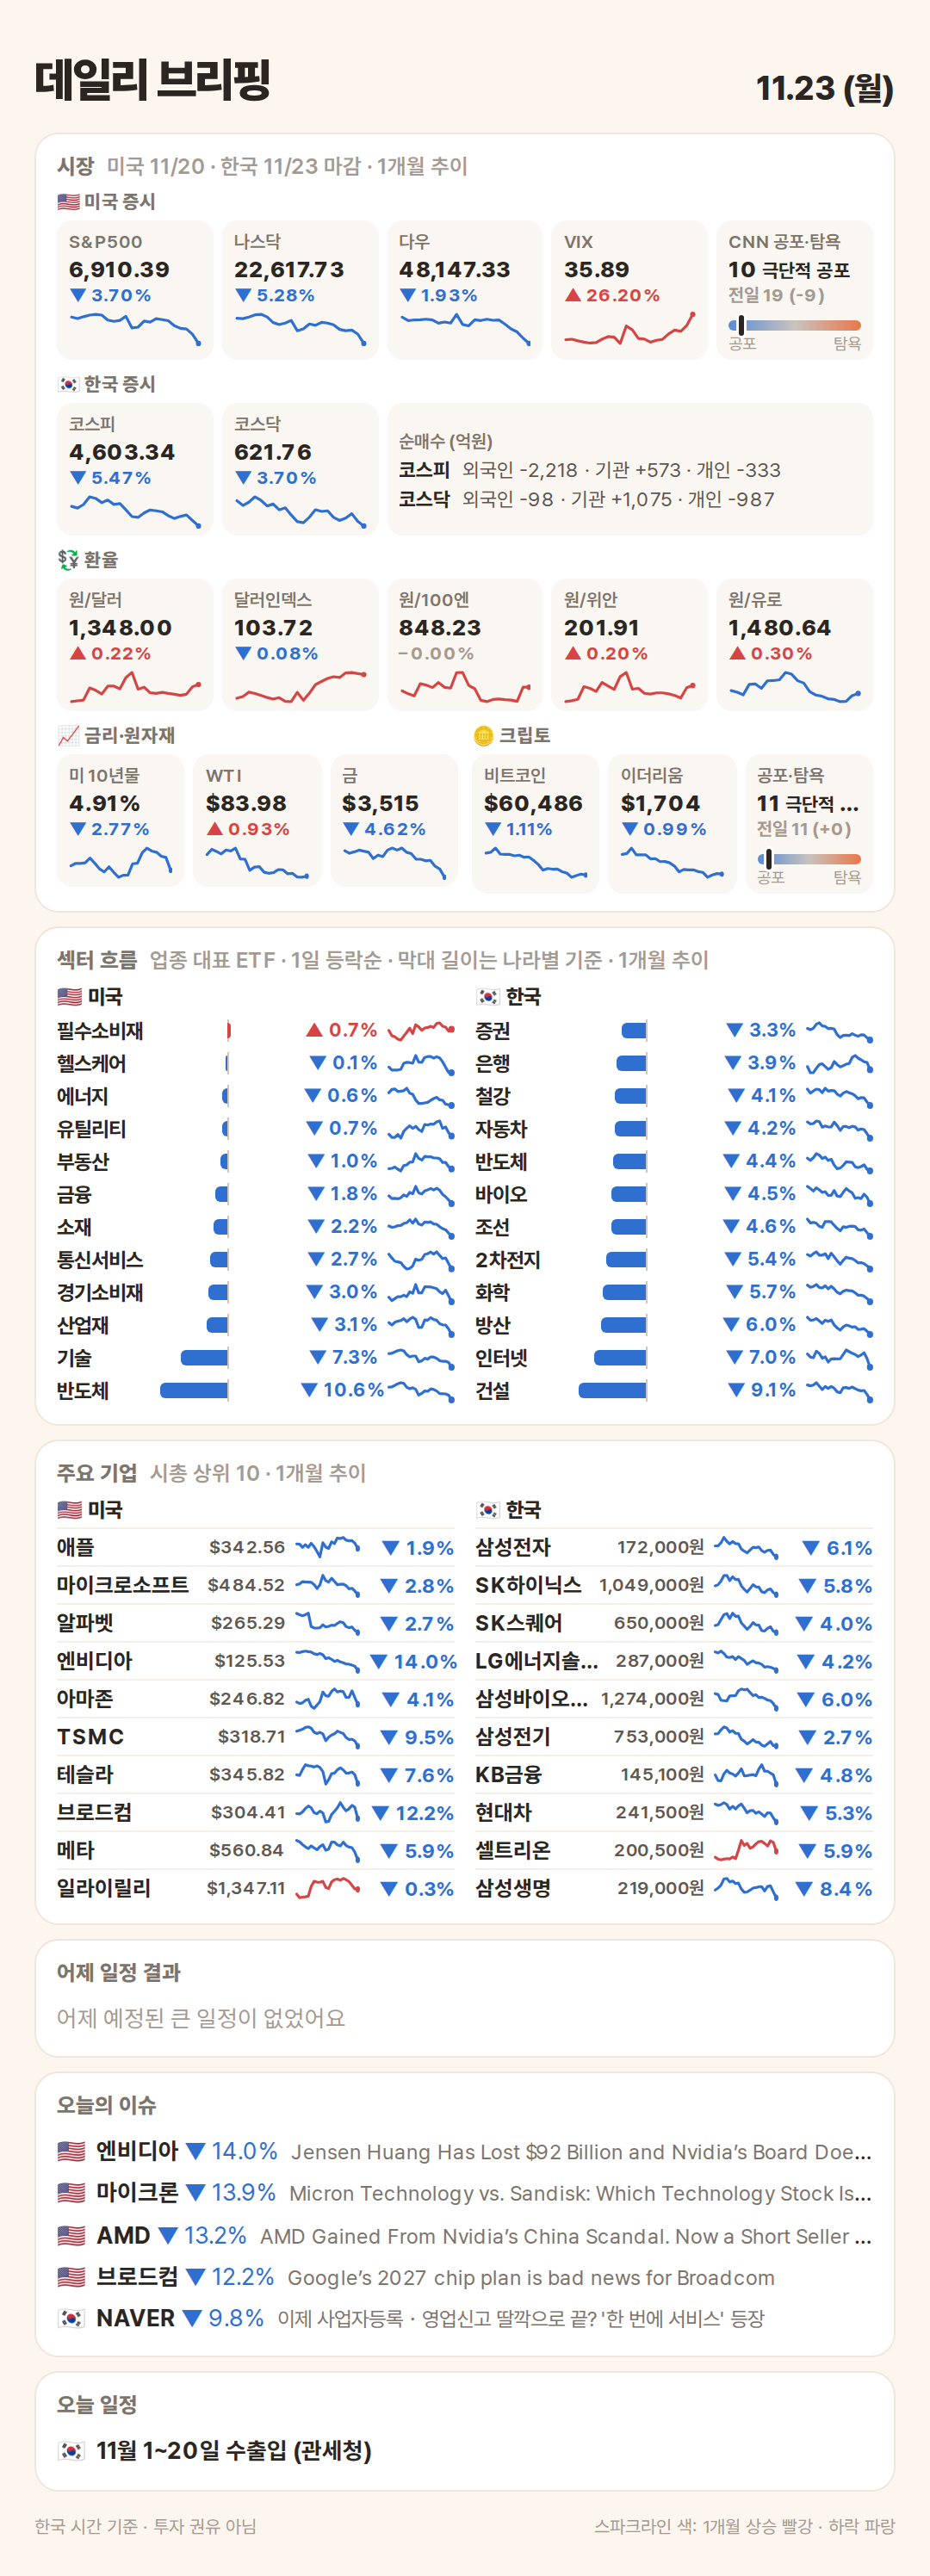 데일리 브리핑
11.23 (월)
시장 미국 11/20 · 한국 11/23 마감 · 1개월 추이
🇺🇸 미국 증시
S&P500
6,910.39
▼ 3.70%
나스닥
22,617.73
▼ 5.28%
다우
48,147.33
▼ 1.93%
VIX
35.89
▲ 26.20%
CNN 공포·탐욕
10 극단적 공포
전일 19 (-9)
공포 탐욕
🇰🇷 한국 증시
코스피
4,603.34
▼ 5.47%
코스닥
621.76
▼ 3.70%
순매수 (억원)
코스피 외국인 -2,218 · 기관 +573 · 개인 -333
코스닥 외국인 -98 · 기관 +1,075 · 개인 -987
💱 환율
원/달러
1,348.00
▲ 0.22%
달러인덱스
103.72
▼ 0.08%
원/100엔
848.23
– 0.00%
원/위안
201.91
▲ 0.20%
원/유로
1,480.64
▲ 0.30%
📈 금리·원자재
미 10년물
4.91%
▼ 2.77%
WTI
$83.98
▲ 0.93%
금
$3,515
▼ 4.62%
🪙 크립토
비트코인
$60,486
▼ 1.11%
이더리움
$1,704
▼ 0.99%
공포·탐욕
11 극단적 ...
전일 11 (+0)
공포 탐욕
섹터 흐름 업종 대표 ETF · 1일 등락순 · 막대 길이는 나라별 기준 · 1개월 추이
🇺🇸 미국
필수소비재 ▲ 0.7%
헬스케어 ▼ 0.1%
에너지 ▼ 0.6%
유틸리티 ▼ 0.7%
부동산 ▼ 1.0%
금융 ▼ 1.8%
소재 ▼ 2.2%
통신서비스 ▼ 2.7%
경기소비재 ▼ 3.0%
산업재 ▼ 3.1%
기술 ▼ 7.3%
반도체 ▼ 10.6%
🇰🇷 한국
증권 ▼ 3.3%
은행 ▼ 3.9%
철강 ▼ 4.1%
자동차 ▼ 4.2%
반도체 ▼ 4.4%
바이오 ▼ 4.5%
조선 ▼ 4.6%
2차전지 ▼ 5.4%
화학 ▼ 5.7%
방산 ▼ 6.0%
인터넷 ▼ 7.0%
건설 ▼ 9.1%
주요 기업 시총 상위 10 · 1개월 추이
🇺🇸 미국
애플 $342.56 ▼ 1.9%
마이크로소프트 $484.52 ▼ 2.8%
알파벳 $265.29 ▼ 2.7%
엔비디아 $125.53 ▼ 14.0%
아마존 $246.82 ▼ 4.1%
TSMC $318.71 ▼ 9.5%
테슬라 $345.82 ▼ 7.6%
브로드컴 $304.41 ▼ 12.2%
메타 $560.84 ▼ 5.9%
일라이릴리 $1,347.11 ▼ 0.3%
🇰🇷 한국
삼성전자 172,000원 ▼ 6.1%
SK하이닉스 1,049,000원 ▼ 5.8%
SK스퀘어 650,000원 ▼ 4.0%
LG에너지솔... 287,000원 ▼ 4.2%
삼성바이오... 1,274,000원 ▼ 6.0%
삼성전기 753,000원 ▼ 2.7%
KB금융 145,100원 ▼ 4.8%
현대차 241,500원 ▼ 5.3%
셀트리온 200,500원 ▼ 5.9%
삼성생명 219,000원 ▼ 8.4%
어제 일정 결과
어제 예정된 큰 일정이 없었어요
오늘의 이슈
🇺🇸 엔비디아 ▼ 14.0% Jensen Huang Has Lost $92 Billion and Nvidia’s Board Doe...
🇺🇸 마이크론 ▼ 13.9% Micron Technology vs. Sandisk: Which Technology Stock Is...
🇺🇸 AMD ▼ 13.2% AMD Gained From Nvidia’s China Scandal. Now a Short Seller ...
🇺🇸 브로드컴 ▼ 12.2% Google’s 2027 chip plan is bad news for Broadcom
🇰🇷 NAVER ▼ 9.8% 이제 사업자등록 · 영업신고 딸깍으로 끝? '한 번에 서비스' 등장
오늘 일정
🇰🇷 11월 1~20일 수출입 (관세청)
한국 시간 기준 · 투자 권유 아님
스파크라인 색: 1개월 상승 빨강 · 하락 파랑